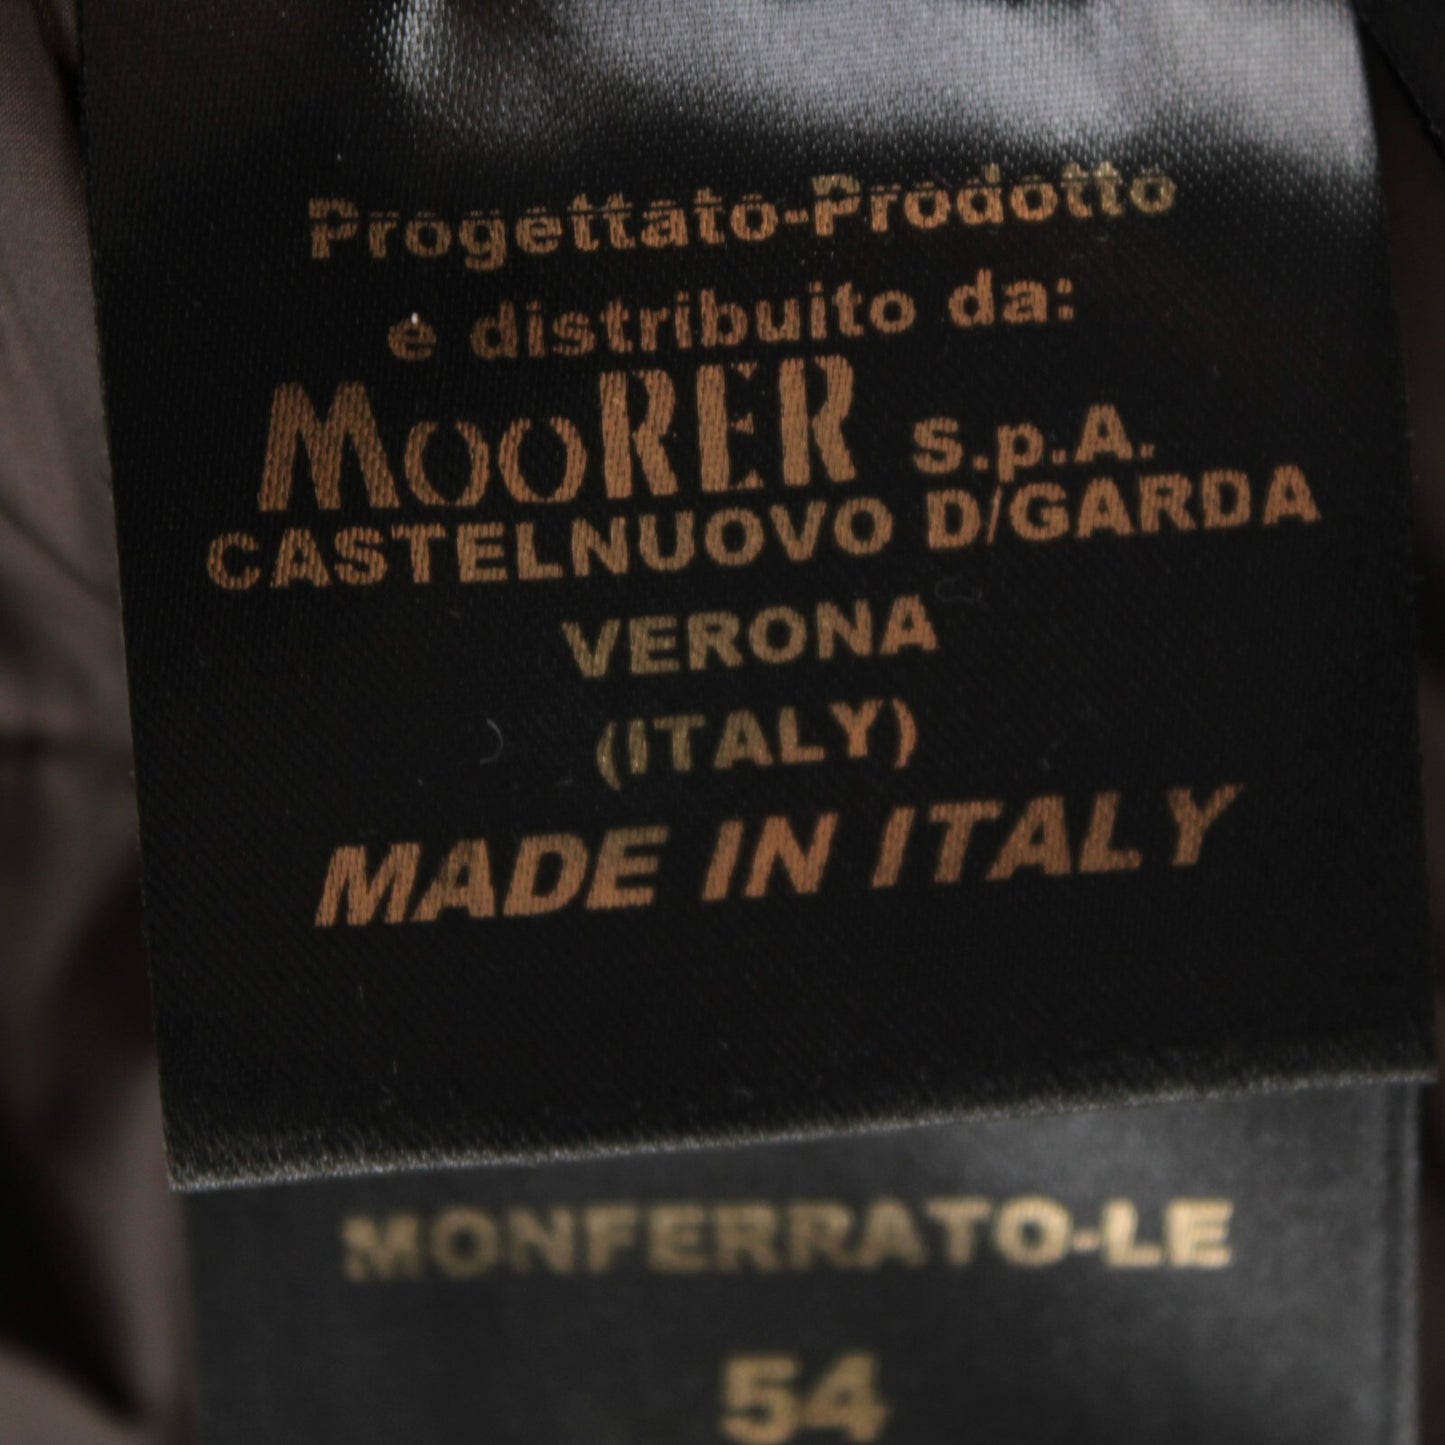 Progettato-Prodotto
e distribuito da:
MOORER S.p.A.
CASTELNUOVO D/GARDA
VERONA
(ITALY)
MADE IN ITALY
MONFERRATO-LE
54